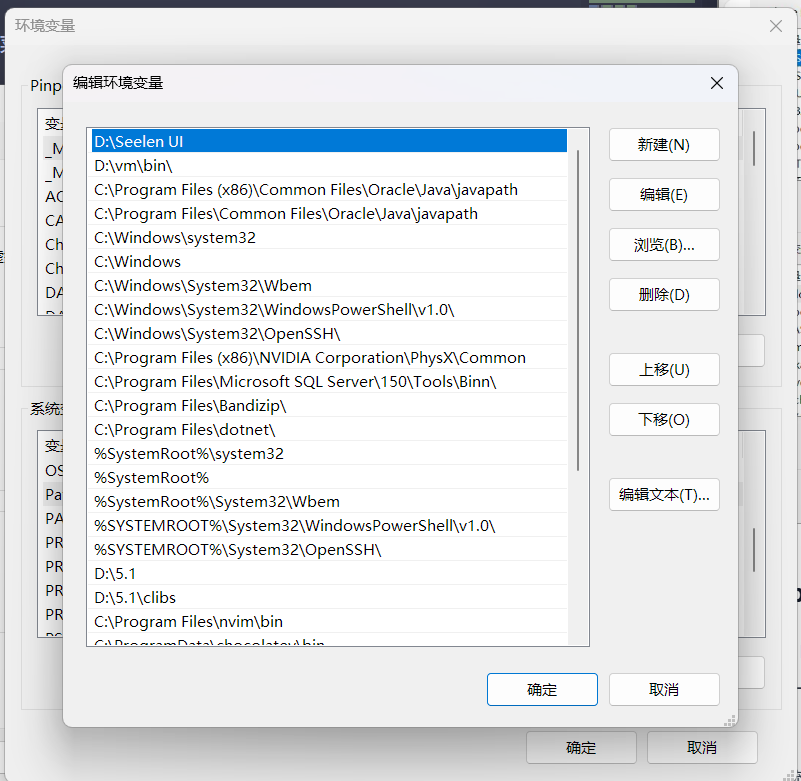 环境变量
Pinp
编辑环境变量
变
_M
_M
AC
CA
Ch
Ch
DA
系统变
变
OS
Pa
PA
PR
PR
PR
PR
D:\Seelen UI
D:\vm\bin\
C:\Program Files (x86)\Common Files\Oracle\Java\javapath
C:\Program Files\Common Files\Oracle\Java\javapath
C:\Windows\system32
C:\Windows
C:\Windows\System32\Wbem
C:\Windows\System32\WindowsPowerShell\v1.0\
C:\Windows\System32\OpenSSH\
C:\Program Files (x86)\NVIDIA Corporation\PhysX\Common
C:\Program Files\Microsoft SQL Server\150\Tools\Binn\
C:\Program Files\Bandizip\
C:\Program Files\dotnet\
%SystemRoot%\system32
%SystemRoot%
%SystemRoot%\System32\Wbem
%SYSTEMROOT%\System32\WindowsPowerShell\v1.0\
%SYSTEMROOT%\System32\OpenSSH\
D:\5.1
D:\5.1\clibs
C:\Program Files\nvim\bin
C:\ProgramData\chocolatey\bin
新建(N)
编辑(E)
浏览(B)...
删除(D)
上移(U)
下移(O)
编辑文本(T)...
确定
取消
确定
取消